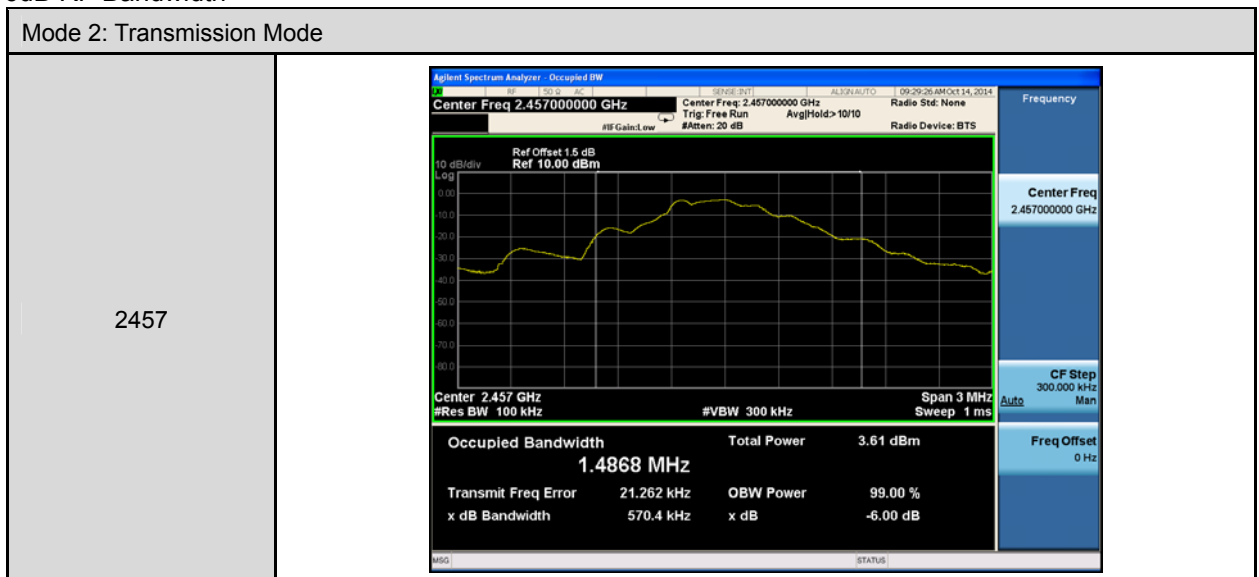 Mode 2: Transmission Mode
2457
Agilent Spectrum Analyzer - Occupied BW
RF 50 Ω AC SENSE:INT ALIGN AUTO 09:29:26 AM Oct 14, 2014
Center Freq 2.457000000 GHz
Center Freq: 2.457000000 GHz
Radio Std: None
Trig: Free Run Avg|Hold:> 10/10
#IFGain:Low
#Atten: 20 dB
Radio Device: BTS
Ref Offset 1.5 dB
10 dB/div Ref 10.00 dBm
Log
0.00
-10.0
-20.0
-30.0
-40.0
-50.0
-60.0
-70.0
-80.0
Center 2.457 GHz
Span 3 MHz
#Res BW 100 kHz
#VBW 300 kHz
Sweep 1 ms
Occupied Bandwidth
1.4868 MHz
Total Power 3.61 dBm
Transmit Freq Error 21.262 kHz
OBW Power 99.00 %
x dB Bandwidth 570.4 kHz
x dB -6.00 dB
MSG
STATUS
Frequency
Center Freq
2.457000000 GHz
CF Step
300.000 kHz
Auto Man
Freq Offset
0 Hz